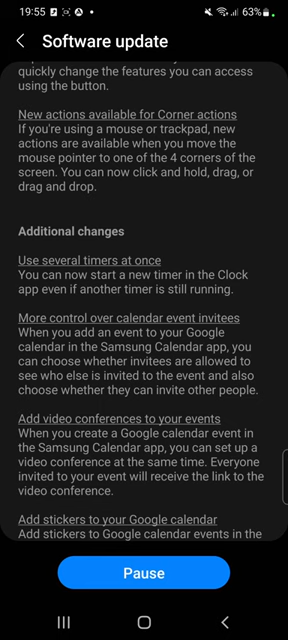 19:55
63%
Software update
quickly change the features you can access
using the button.
New actions available for Corner actions
If you're using a mouse or trackpad, new
actions are available when you move the
mouse pointer to one of the 4 corners of the
screen. You can now click and hold, drag, or
drag and drop.
Additional changes
Use several timers at once
You can now start a new timer in the Clock
app even if another timer is still running.
More control over calendar event invitees
When you add an event to your Google
calendar in the Samsung Calendar app, you
can choose whether invitees are allowed to
see who else is invited to the event and also
choose whether they can invite other people.
Add video conferences to your events
When you create a Google calendar event in
the Samsung Calendar app, you can set up a
video conference at the same time. Everyone
invited to your event will receive the link to the
video conference.
Add stickers to your Google calendar
Add stickers to Google calendar events in the
Pause